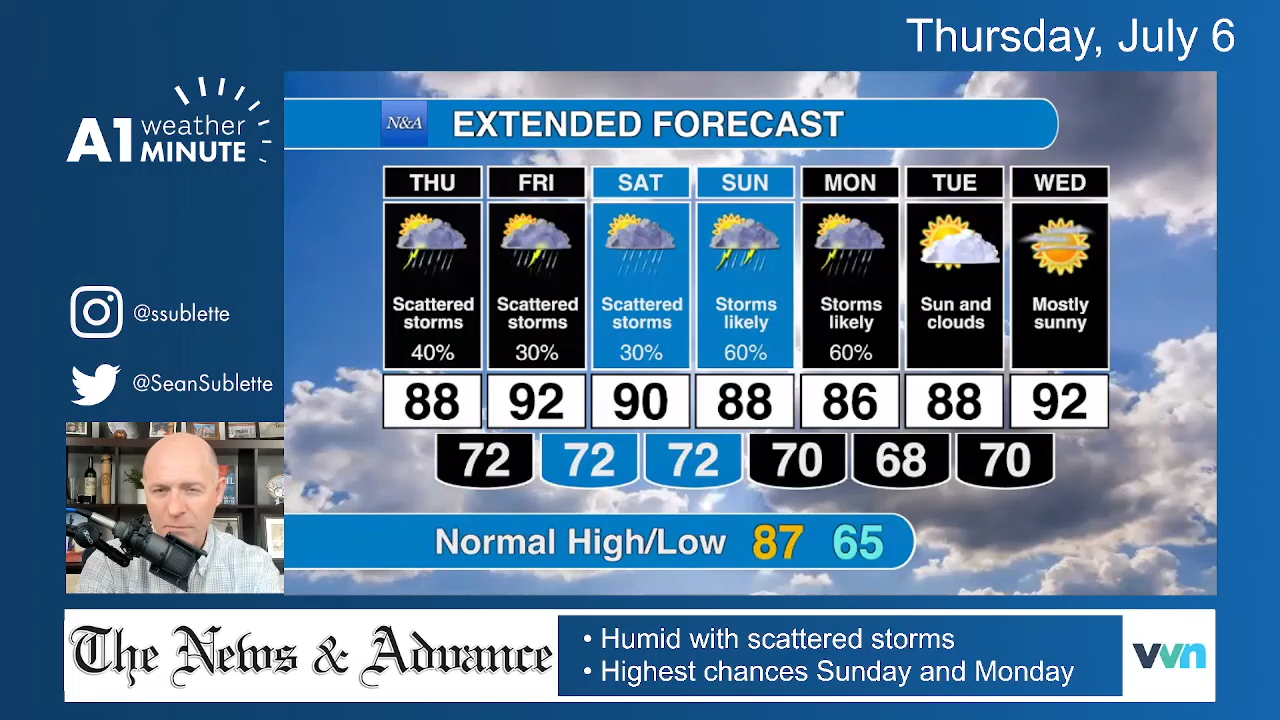 Thursday, July 6
A1 weather
MINUTE
@ssublette
@SeanSublette
N&A
EXTENDED FORECAST
THU FRI SAT SUN MON TUE WED
Scattered Scattered Scattered Storms Storms Sun and Mostly
storms storms storms likely likely clouds sunny
40% 30% 30% 60% 60%
88 92 90 88 86 88 92
72 72 72 70 68 70
Normal High/Low 87 65
The News & Advance
• Humid with scattered storms
• Highest chances Sunday and Monday
vvn